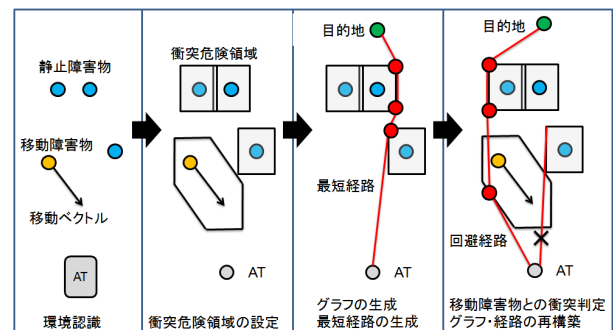 静止障害物
移動障害物
移動ベクトル
AT
環境認識
衝突危険領域
AT
衝突危険領域の設定
目的地
最短経路
AT
グラフの生成
最短経路の生成
目的地
回避経路
AT
移動障害物との衝突判定
グラフ・経路の再構築